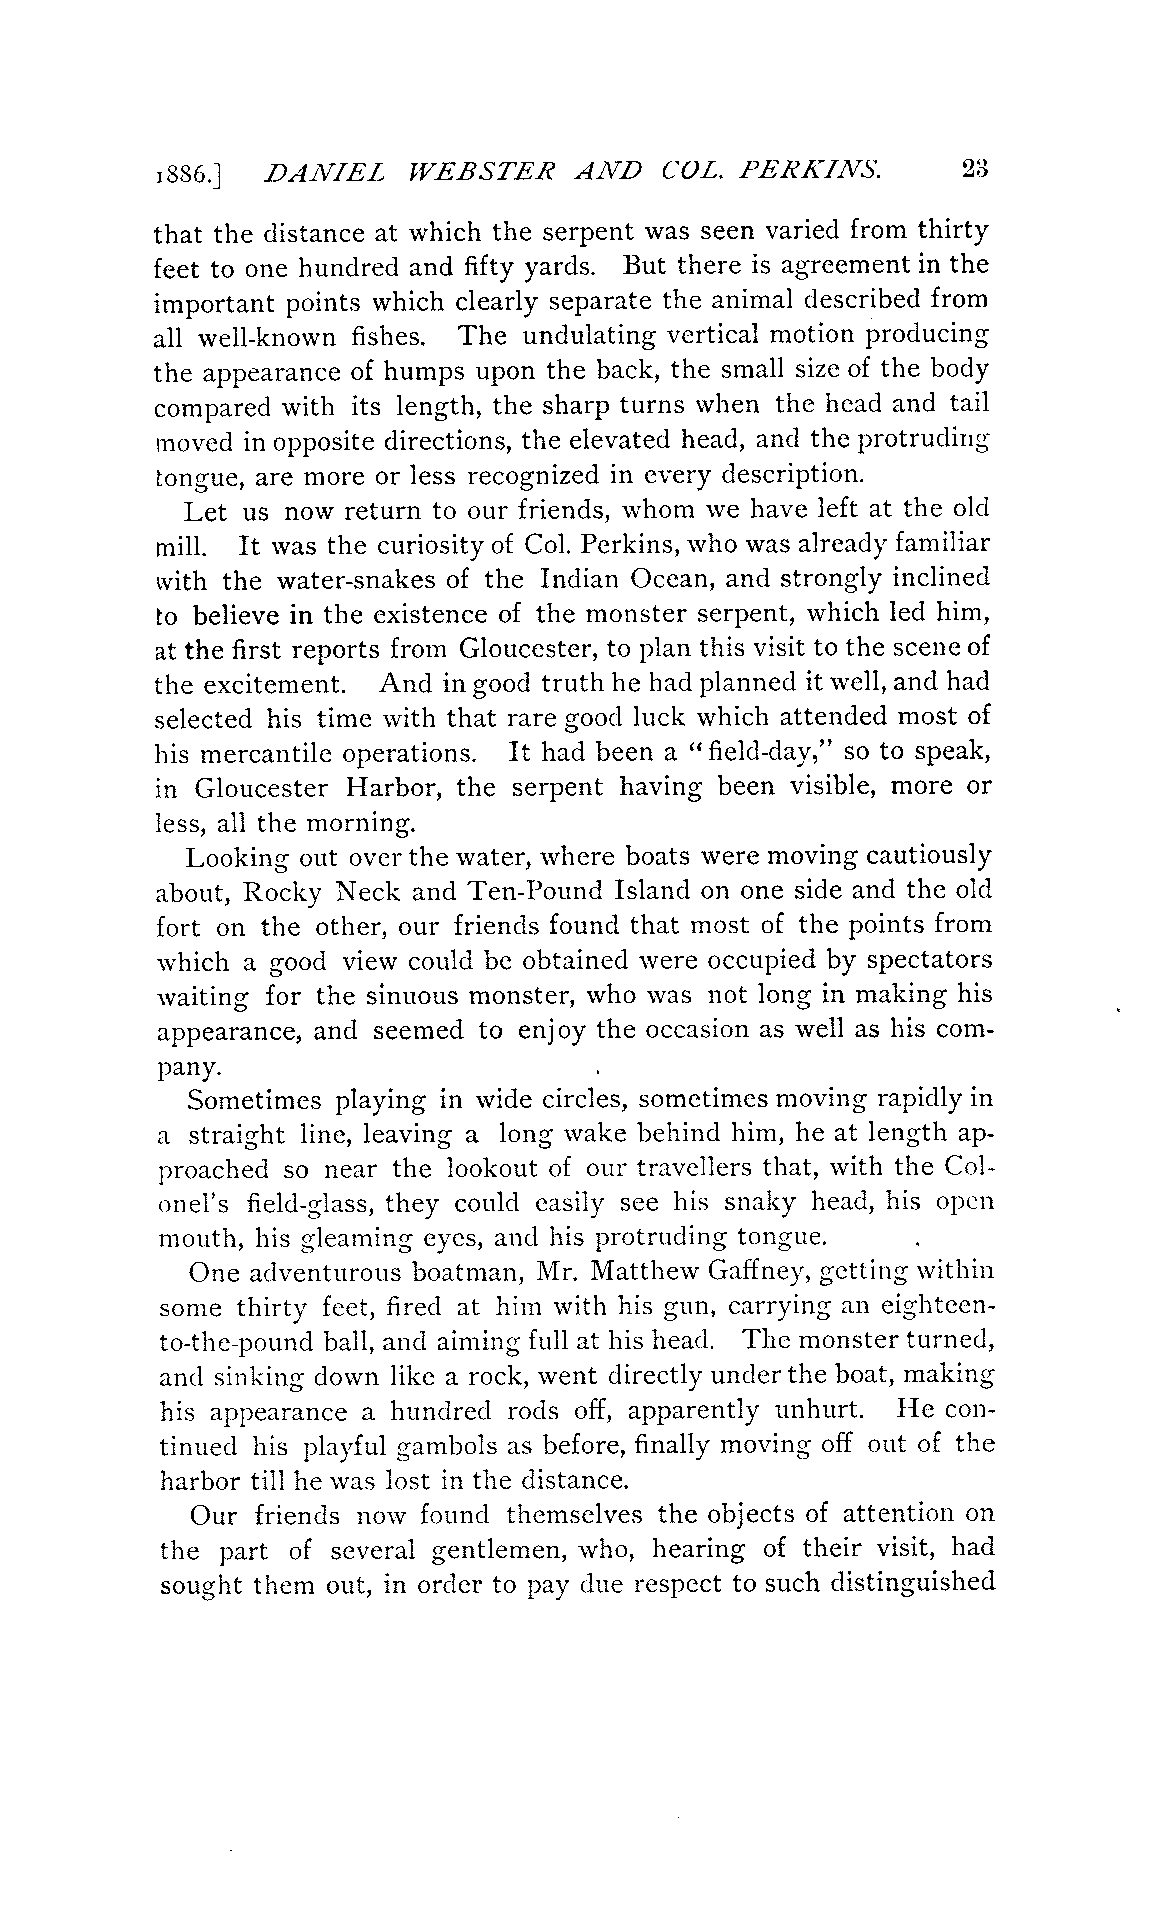 1886.] DANIEL WEBSTER AND COL. PERKINS. 23
that the distance at which the serpent was seen varied from thirty
feet to one hundred and fifty yards. But there is agreement in the
important points which clearly separate the animal described from
all well-known fishes. The undulating vertical motion producing
the appearance of humps upon the back, the small size of the body
compared with its length, the sharp turns when the head and tail
moved in opposite directions, the elevated head, and the protruding
tongue, are more or less recognized in every description.
Let us now return to our friends, whom we have left at the old
mill. It was the curiosity of Col. Perkins, who was already familiar
with the water-snakes of the Indian Ocean, and strongly inclined
to believe in the existence of the monster serpent, which led him,
at the first reports from Gloucester, to plan this visit to the scene of
the excitement. And in good truth he had planned it well, and had
selected his time with that rare good luck which attended most of
his mercantile operations. It had been a "field-day," so to speak,
in Gloucester Harbor, the serpent having been visible, more or
less, all the morning.
Looking out over the water, where boats were moving cautiously
about, Rocky Neck and Ten-Pound Island on one side and the old
fort on the other, our friends found that most of the points from
which a good view could be obtained were occupied by spectators
waiting for the sinuous monster, who was not long in making his
appearance, and seemed to enjoy the occasion as well as his com-
pany.
Sometimes playing in wide circles, sometimes moving rapidly in
a straight line, leaving a long wake behind him, he at length ap-
proached so near the lookout of our travellers that, with the Col-
onel's field-glass, they could easily see his snaky head, his open
mouth, his gleaming eyes, and his protruding tongue.
One adventurous boatman, Mr. Matthew Gaffney, getting within
some thirty feet, fired at him with his gun, carrying an eighteen-
to-the-pound ball, and aiming full at his head. The monster turned,
and sinking down like a rock, went directly under the boat, making
his appearance a hundred rods off, apparently unhurt. He con-
tinued his playful gambols as before, finally moving off out of the
harbor till he was lost in the distance.
Our friends now found themselves the objects of attention on
the part of several gentlemen, who, hearing of their visit, had
sought them out, in order to pay due respect to such distinguished